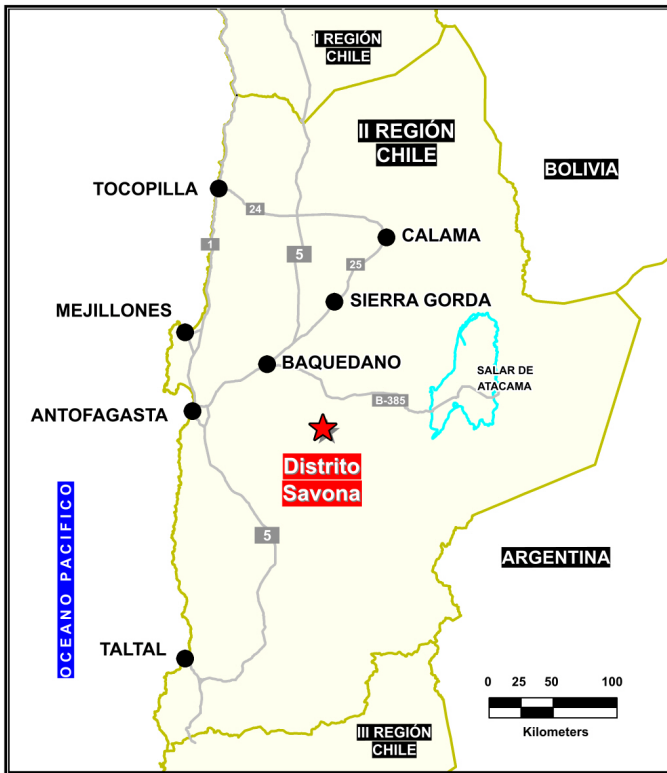 I REGIÓN
CHILE
II REGIÓN
CHILE
BOLIVIA
TOCOPILLA
24
CALAMA
1
5
25
MEJILLONES
SIERRA GORDA
BAQUEDANO
SALAR DE
ATACAMA
B-385
ANTOFAGASTA
Distrito
Savona
OCEANO PACIFICO
5
ARGENTINA
TALTAL
0 25 50 100
Kilometers
III REGIÓN
CHILE